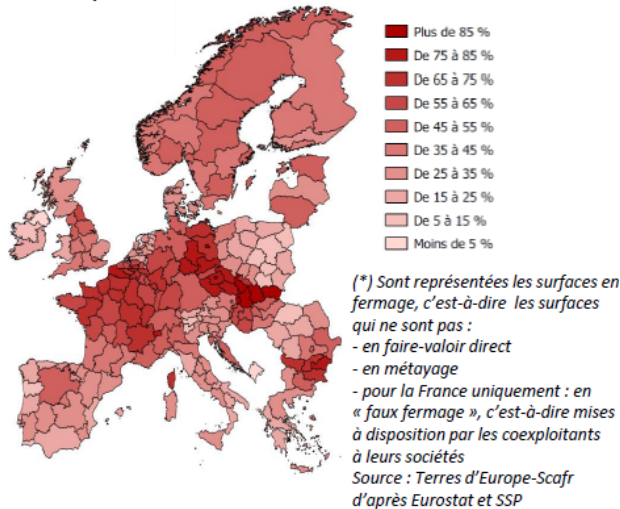 Plus de 85 %
De 75 à 85 %
De 65 à 75 %
De 55 à 65 %
De 45 à 55 %
De 35 à 45 %
De 25 à 35 %
De 15 à 25 %
De 5 à 15 %
Moins de 5 %
(*) Sont représentées les surfaces en
fermage, c’est-à-dire les surfaces
qui ne sont pas :
- en faire-valoir direct
- en métayage
- pour la France uniquement : en
« faux fermage », c’est-à-dire mises
à disposition par les coexploitants
à leurs sociétés
Source : Terres d’Europe-Scafr
d’après Eurostat et SSP